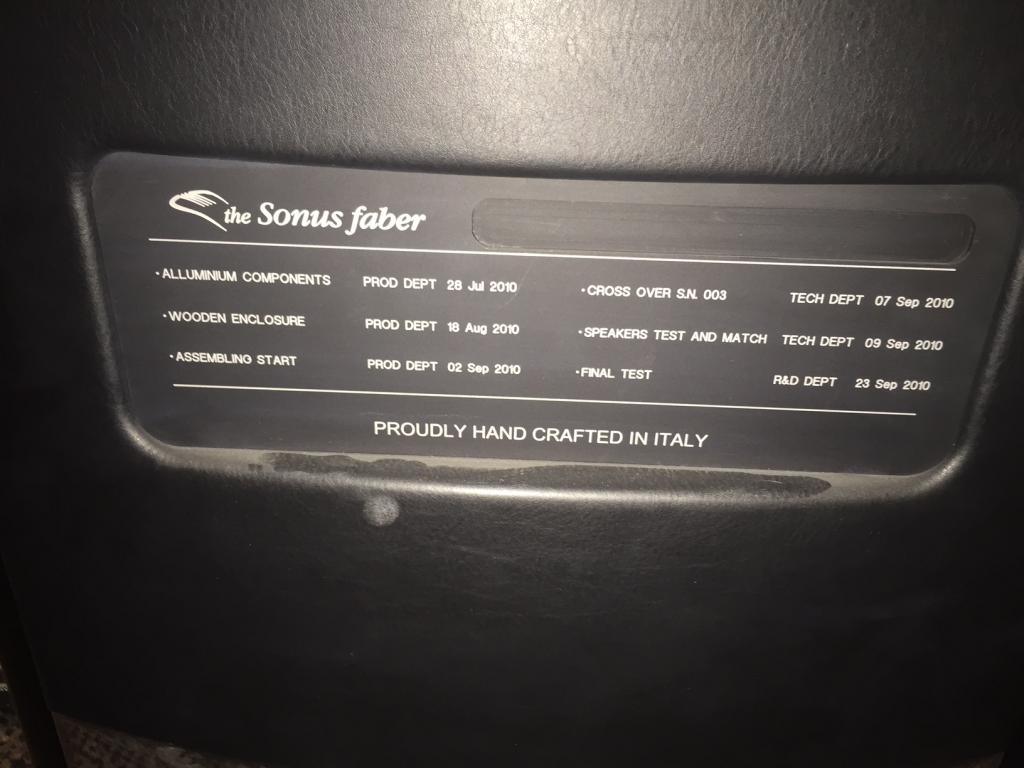 the Sonus faber
•ALLUMINIUM COMPONENTS PROD DEPT 28 Jul 2010
•WOODEN ENCLOSURE PROD DEPT 18 Aug 2010
•ASSEMBLING START PROD DEPT 02 Sep 2010
•CROSS OVER S.N. 003 TECH DEPT 07 Sep 2010
•SPEAKERS TEST AND MATCH TECH DEPT 09 Sep 2010
•FINAL TEST R&D DEPT 23 Sep 2010
PROUDLY HAND CRAFTED IN ITALY